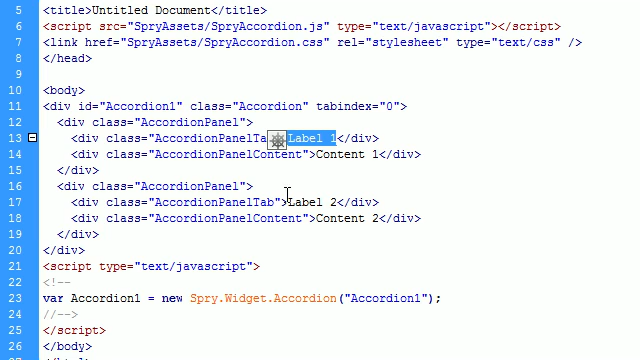 5 <title>Untitled Document</title>
6 <script src="SpryAssets/SpryAccordion.js" type="text/javascript"></script>
7 <link href="SpryAssets/SpryAccordion.css" rel="stylesheet" type="text/css" />
8 </head>
9
10 <body>
11 <div id="Accordion1" class="Accordion" tabindex="0">
12 <div class="AccordionPanel">
13 <div class="AccordionPanelTa Label 1</div>
14 <div class="AccordionPanelContent">Content 1</div>
15 </div>
16 <div class="AccordionPanel">
17 <div class="AccordionPanelTab">Label 2</div>
18 <div class="AccordionPanelContent">Content 2</div>
19 </div>
20 </div>
21 <script type="text/javascript">
22 <!--
23 var Accordion1 = new Spry.Widget.Accordion("Accordion1");
24 //-->
25 </script>
26 </body>